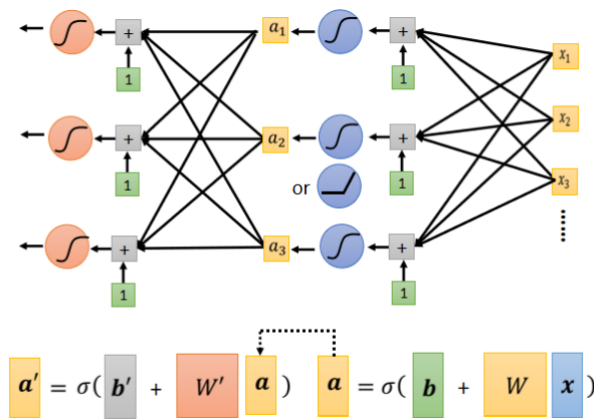 + a₁ + x₁
1 1
x₂
+ a₂ +
1 or 1
x₃
+ a₃ +
1 1
a′ = σ( b′ + W′ a ) a = σ( b + W x )